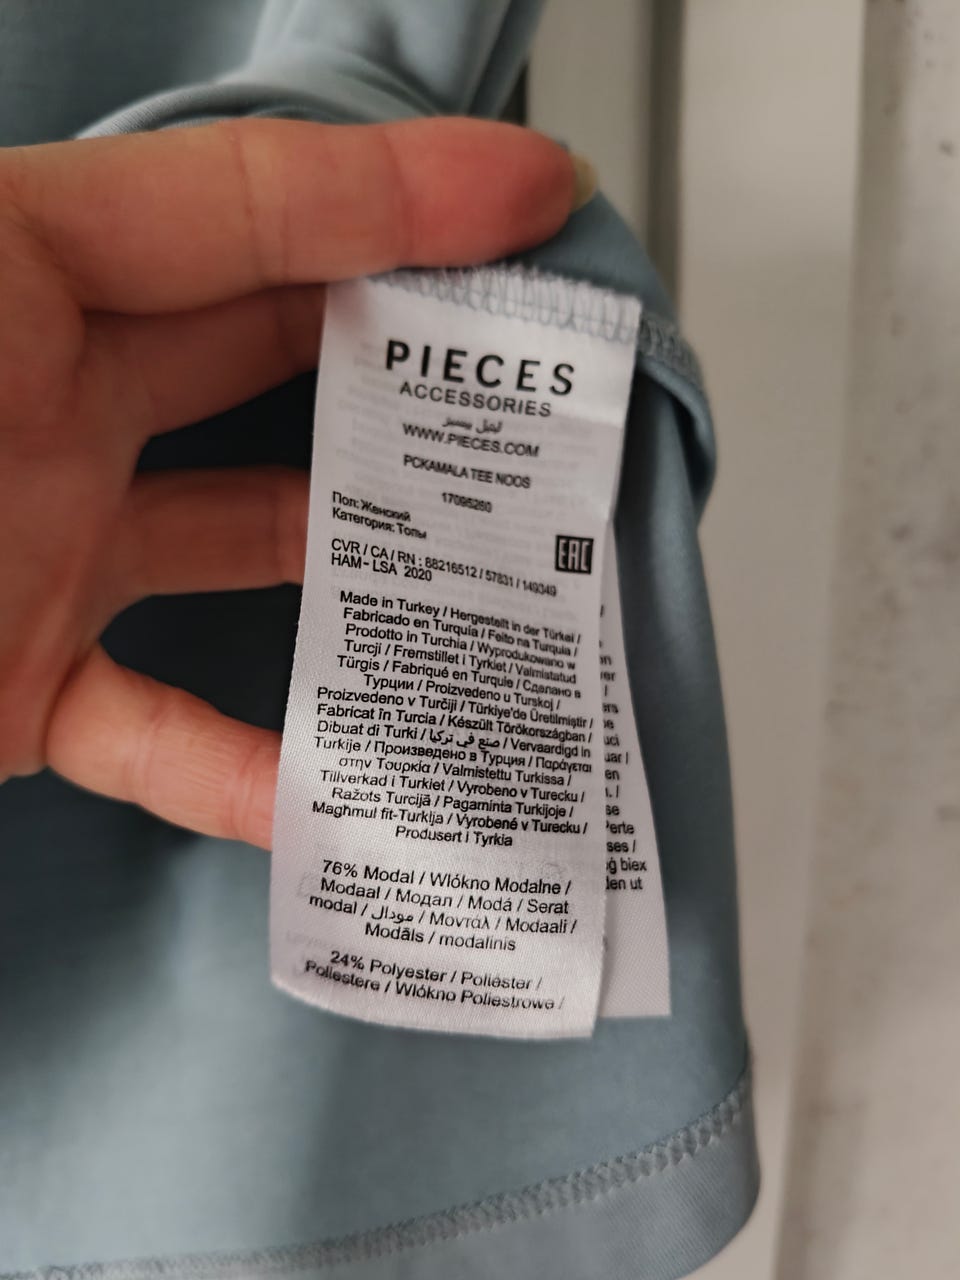 PIECES
ACCESSORIES
WWW.PIECES.COM
PCKAMALA TEE NOOS
17095260
Пол: Женский
Категория: Топы
EAC
CVR / CA / RN : 88216512 / 57831 / 149349
HAM - LSA 2020
Made in Turkey / Hergestellt in der Türkei /
Fabricado en Turquía / Feito na Turquia /
Prodotto in Turchia / Wyprodukowano w
Turcji / Fremstillet i Tyrkiet / Valmistatud
Türgis / Fabriqué en Turquie / Сделано в
Турции / Proizvedeno u Turskoj /
Proizvedeno v Turčiji / Türkiye'de Üretilmiştir /
Fabricat în Turcia / Készült Törökországban /
Dibuat di Turki / صنع في تركيا / Vervaardigd in
Turkije / Произведено в Турция / Παράγεται
στην Τουρκία / Valmistettu Turkissa /
Tillverkad i Turkiet / Vyrobeno v Turecku /
Ražots Turcijā / Pagaminta Turkijoje /
Magħmul fit-Turkija / Vyrobené v Turecku /
Produsert i Tyrkia
76% Modal / Włókno Modalne /
Modaal / Модал / Modá / Serat
modal / مودال / Μοντάλ / Modaali /
Modāls / modalinis
24% Polyester / Poliéster /
Poliestere / Włókno Poliestrowe /